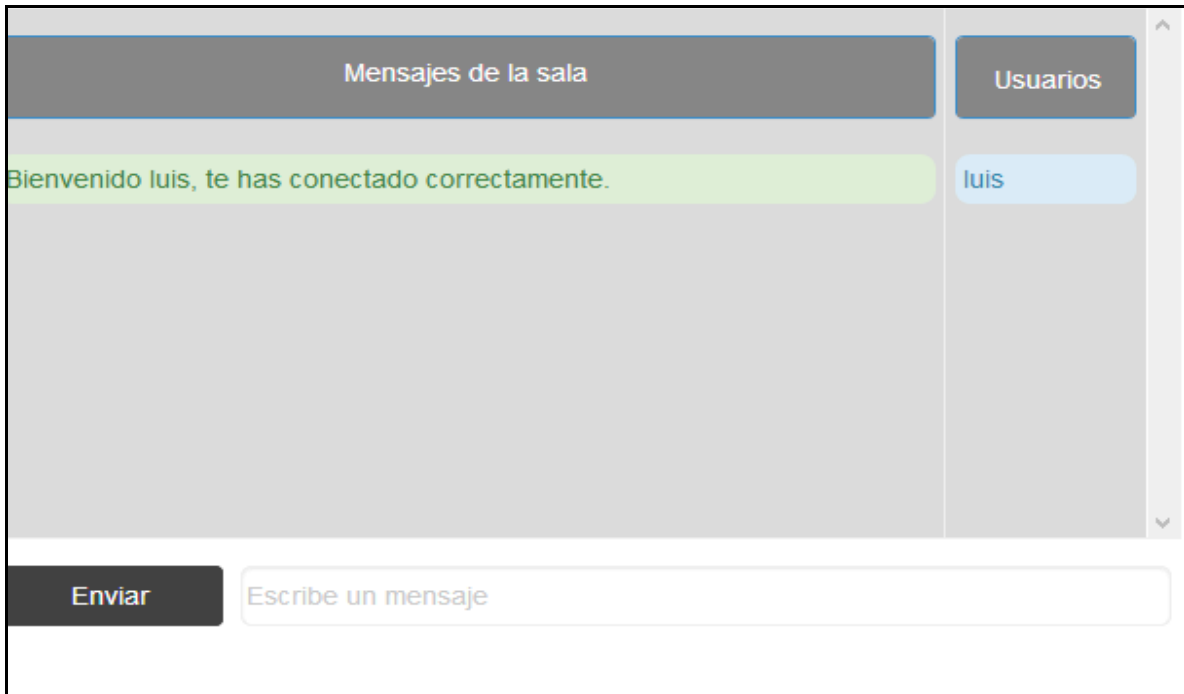 Mensajes de la sala
Usuarios
Bienvenido luis, te has conectado correctamente.
luis
Enviar
Escribe un mensaje